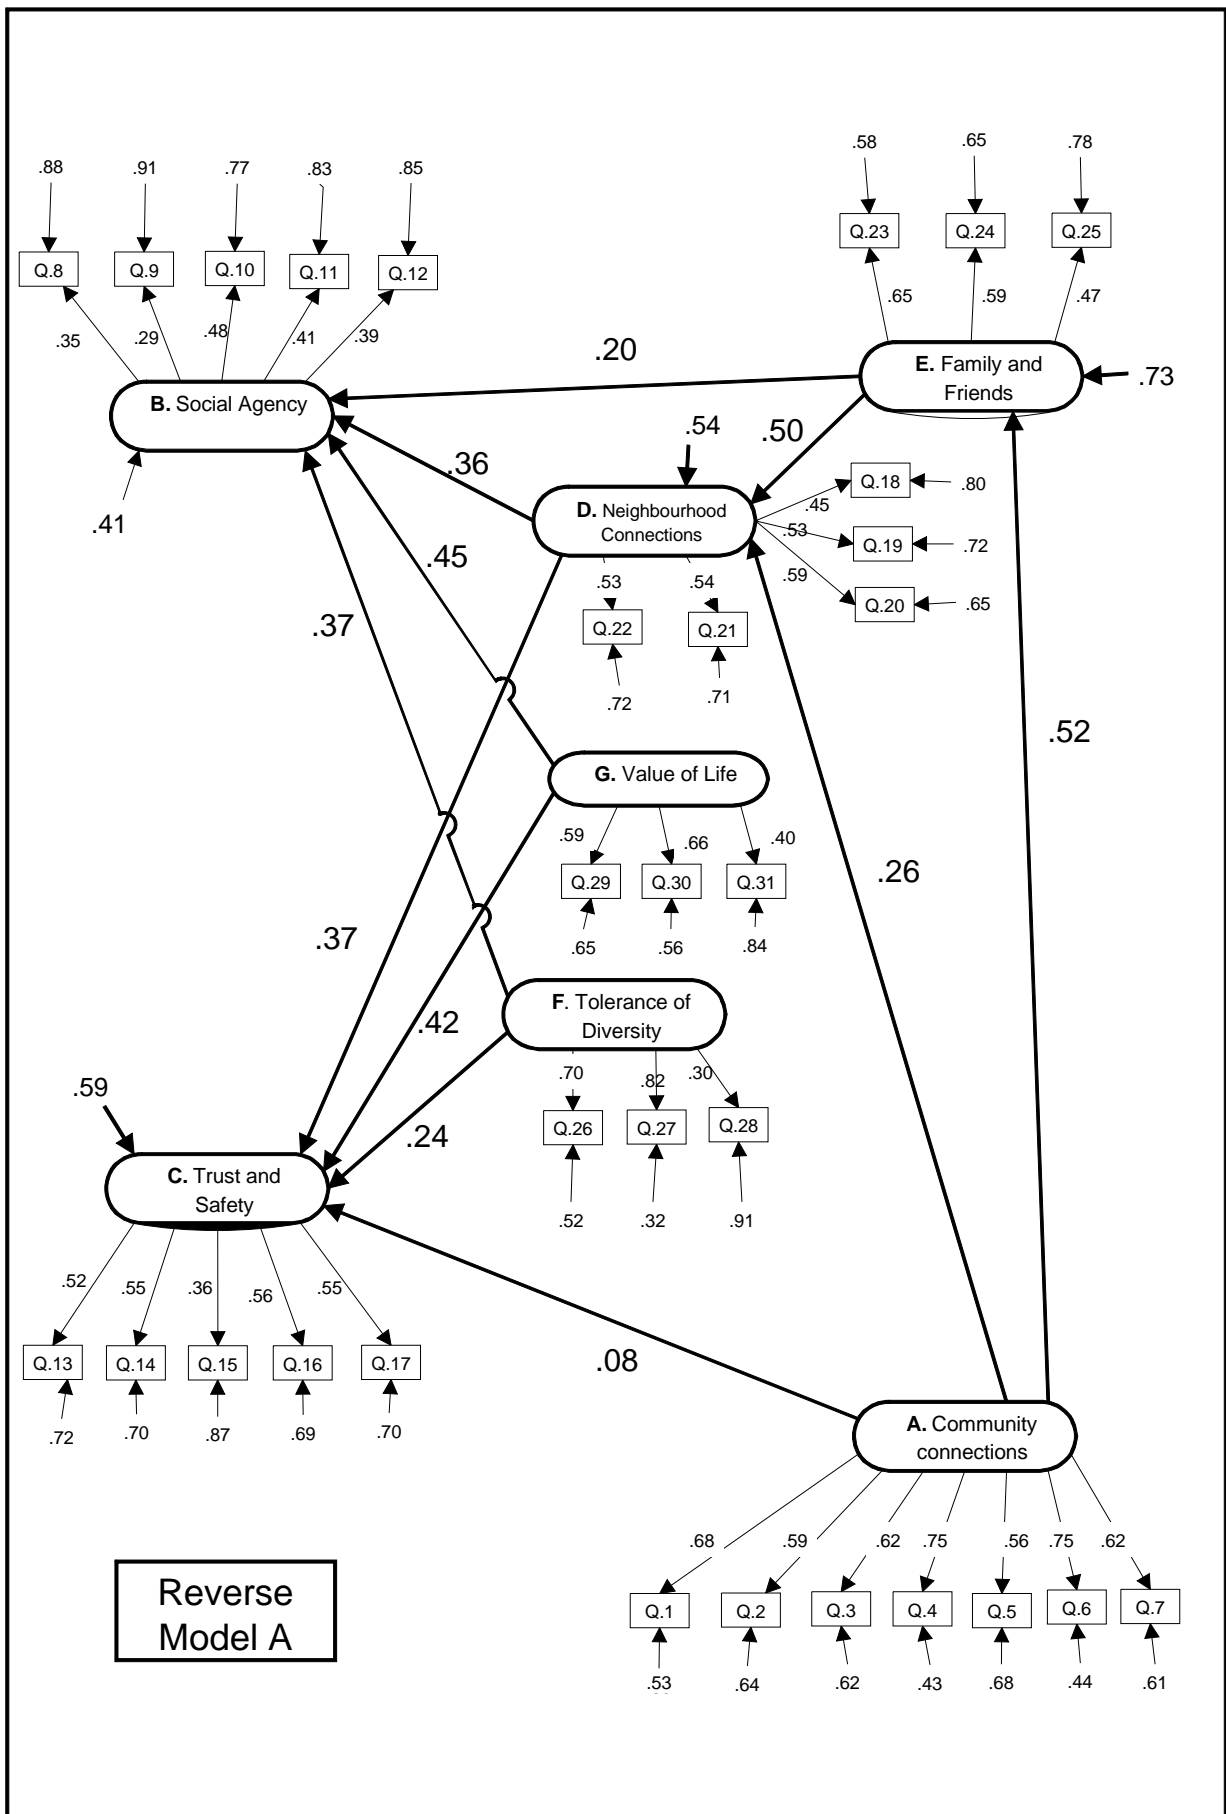 .58 .65 .78
.88 .91 .77 .83 .85
Q.23 Q.24 Q.25
Q.8 Q.9 Q.10 Q.11 Q.12
.65 .59 .47
.35 .29 .48 .41 .39
.20
E. Family and
Friends
.73
B. Social Agency
.50
.54
.36
.41
Q.18 .80
.45
D. Neighbourhood
Connections
.53
Q.19 .72
.59
.45
.53 .54
Q.20 .65
.37
Q.22 Q.21
.72 .71
.52
G. Value of Life
.59 .66 .40
.26
Q.29 Q.30 Q.31
.37
.65 .56 .84
F. Tolerance of
Diversity
.42
.70 .82 .30
.59
Q.26 Q.27 Q.28
.24
C. Trust and
Safety
.52 .32 .91
.52 .55 .36 .56 .55
Q.13 Q.14 Q.15 Q.16 Q.17
.08
.72 .70 .87 .69 .70
A. Community
connections
.68 .59 .62 .75 .56 .75 .62
Reverse
Model A
Q.1 Q.2 Q.3 Q.4 Q.5 Q.6 Q.7
.53 .64 .62 .43 .68 .44 .61